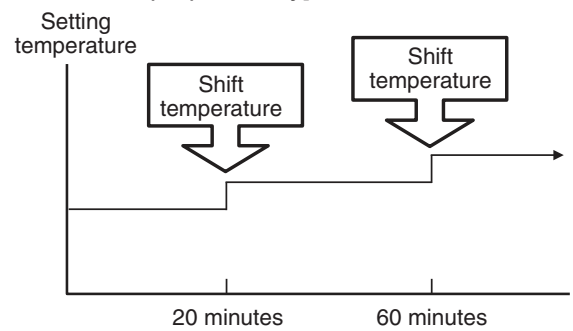 Setting
temperature
Shift
temperature
Shift
temperature
20 minutes
60 minutes